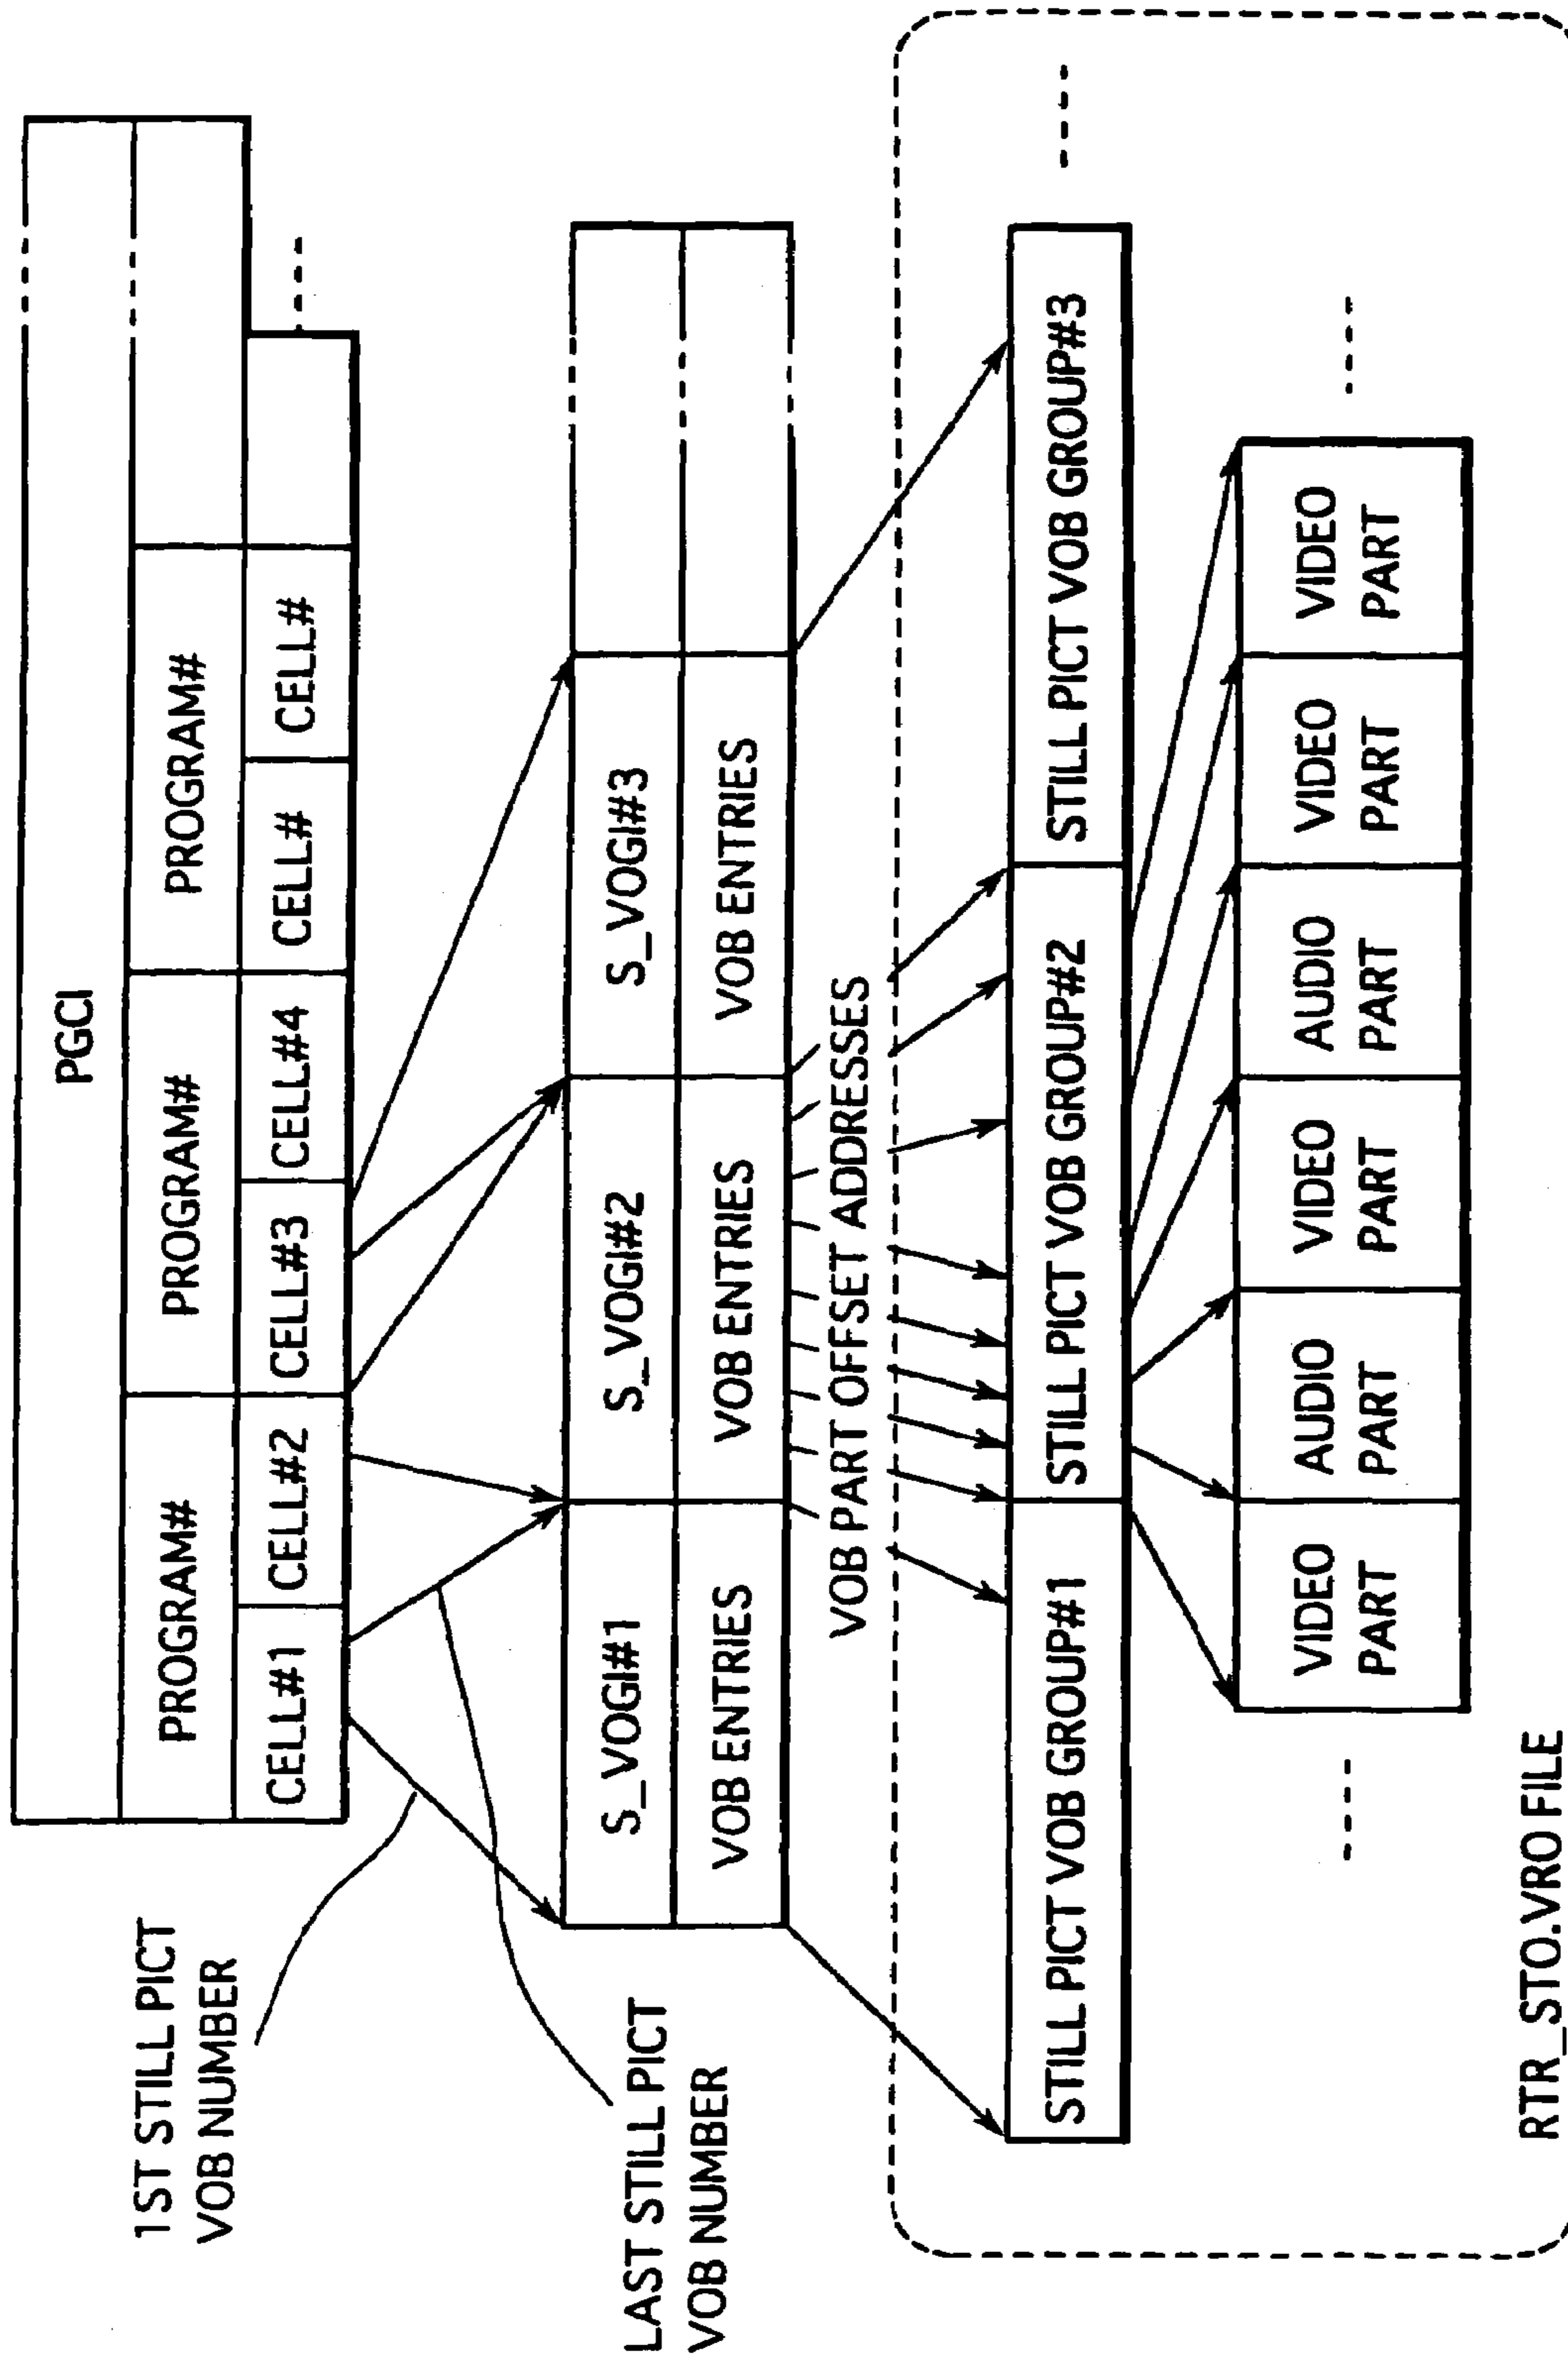 PGCI
PROGRAM#
PROGRAM#
PROGRAM#
CELL#1
CELL#2
CELL#3
CELL#4
CELL#
CELL#
1ST STILL PICT
VOB NUMBER
LAST STILL PICT
VOB NUMBER
S_VOGI#1
S_VOGI#2
S_VOGI#3
VOB ENTRIES
VOB ENTRIES
VOB ENTRIES
VOB PART OFFSET ADDRESSES
STILL PICT VOB GROUP#1
STILL PICT VOB GROUP#2
STILL PICT VOB GROUP#3
VIDEO
PART
AUDIO
PART
VIDEO
PART
AUDIO
PART
VIDEO
PART
VIDEO
PART
RTR_STO.VRO FILE